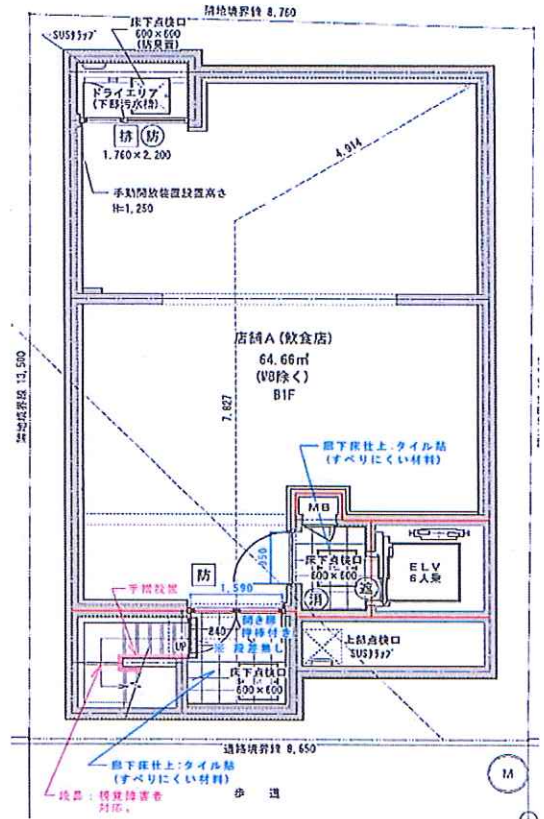 隣地境界線 8,760
床下点検口
600×600
(防臭質)
SUSﾀﾗｯﾌﾟ
ドライエリア
(下部汚水槽)
排 防
1,760×2,200
4,914
手動開放装置設置高さ
H=1,250
隣地境界線 13,500
店舗A (飲食店)
64.66㎡
(MB除く)
B1F
7,827
廊下床仕上:タイル貼
(すべりにくい材料)
MB
950
床下点検口
600×600
ELV
6人乗
防
消
手摺設置
1,590
開き扉
押棒付き
※ 段差無し
840
UP
床下点検口
600×600
上部点検口
SUSﾀﾗｯﾌﾟ
道路境界線 8,650
廊下床仕上:タイル貼
(すべりにくい材料)
段鼻:視覚障害者
対応。
歩 道
M